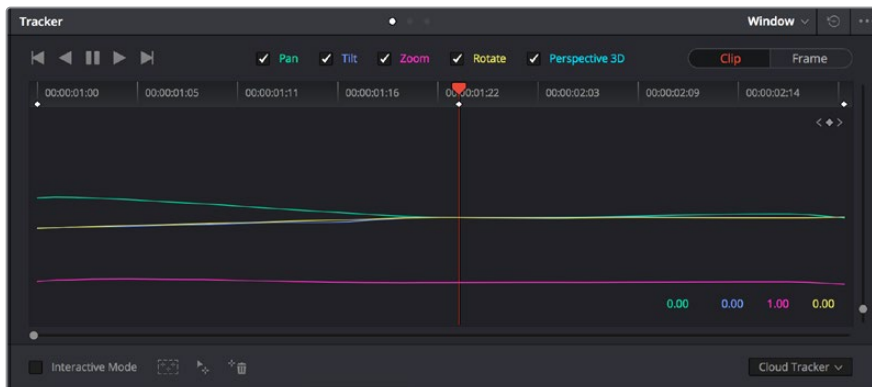 Tracker Window
Pan Tilt Zoom Rotate Perspective 3D Clip Frame
00:00:01:00 00:00:01:05 00:00:01:11 00:00:01:16 00:00:01:22 00:00:02:03 00:00:02:09 00:00:02:14
0.00 0.00 1.00 0.00
Interactive Mode Cloud Tracker